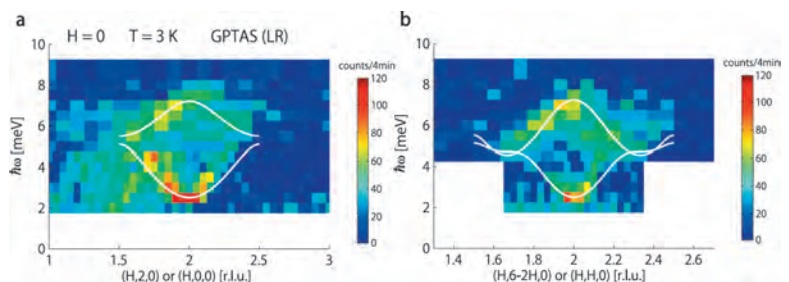 a
H = 0 T = 3 K GPTAS (LR)
counts/4min
120
100
80
60
40
20
0
10
8
6
4
2
0
ħω [meV]
1 1.5 2 2.5 3
(H,2,0) or (H,0,0) [r.l.u.]
b
counts/4min
120
100
80
60
40
20
0
10
8
6
4
2
0
ħω [meV]
1.4 1.6 1.8 2 2.2 2.4 2.6
(H,6-2H,0) or (H,H,0) [r.l.u.]